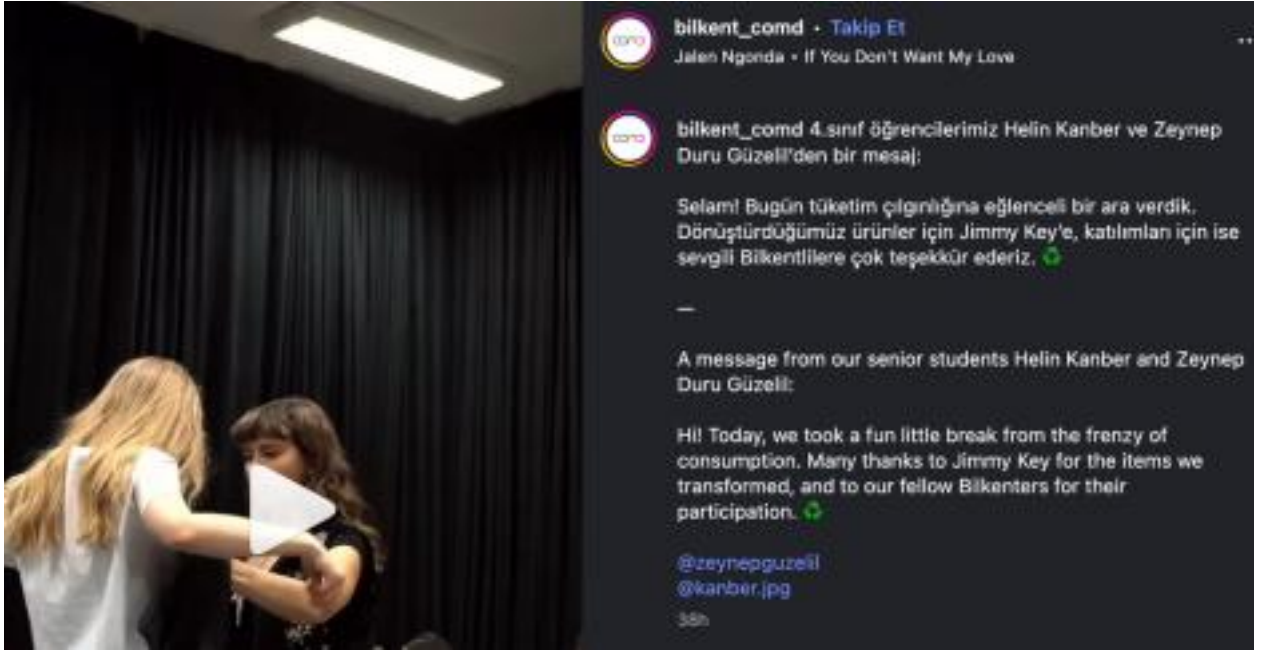 bilkent_comd • Takip Et
Jalen Ngonda • If You Don't Want My Love
bilkent_comd 4.sınıf öğrencilerimiz Helin Kanber ve Zeynep
Duru Güzelil'den bir mesaj:
Selam! Bugün tüketim çılgınlığına eğlenceli bir ara verdik.
Dönüştürdüğümüz ürünler için Jimmy Key'e, katılımları için ise
sevgili Bilkentlilere çok teşekkür ederiz. ♻️
—
A message from our senior students Helin Kanber and Zeynep
Duru Güzelil:
Hi! Today, we took a fun little break from the frenzy of
consumption. Many thanks to Jimmy Key for the items we
transformed, and to our fellow Bilkenters for their
participation. ♻️
@zeynepguzelil
@kanber.jpg
38h